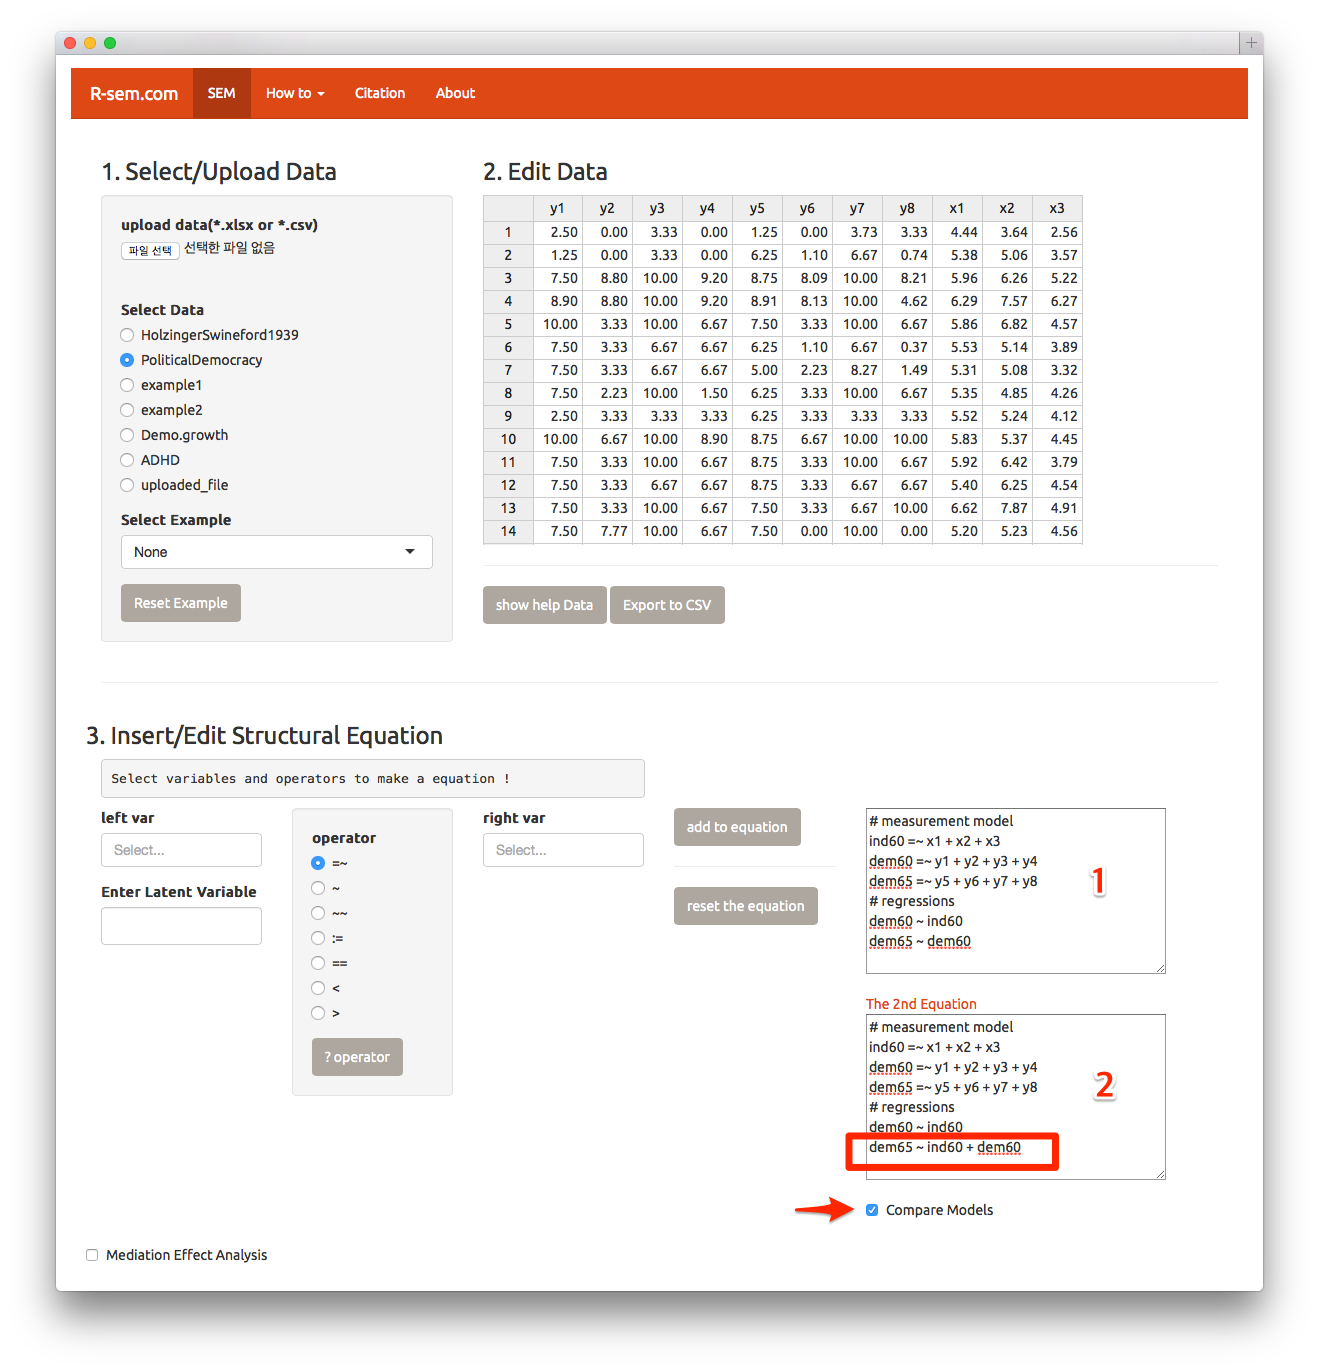 R-sem.com SEM How to Citation About
1. Select/Upload Data
upload data(*.xlsx or *.csv)
파일 선택 선택한 파일 없음
Select Data
HolzingerSwineford1939
PoliticalDemocracy
example1
example2
Demo.growth
ADHD
uploaded_file
Select Example
None
Reset Example
2. Edit Data
y1 y2 y3 y4 y5 y6 y7 y8 x1 x2 x3
1 2.50 0.00 3.33 0.00 1.25 0.00 3.73 3.33 4.44 3.64 2.56
2 1.25 0.00 3.33 0.00 6.25 1.10 6.67 0.74 5.38 5.06 3.57
3 7.50 8.80 10.00 9.20 8.75 8.09 10.00 8.21 5.96 6.26 5.22
4 8.90 8.80 10.00 9.20 8.91 8.13 10.00 4.62 6.29 7.57 6.27
5 10.00 3.33 10.00 6.67 7.50 3.33 10.00 6.67 5.86 6.82 4.57
6 7.50 3.33 6.67 6.67 6.25 1.10 6.67 0.37 5.53 5.14 3.89
7 7.50 3.33 6.67 6.67 5.00 2.23 8.27 1.49 5.31 5.08 3.32
8 7.50 2.23 10.00 1.50 6.25 3.33 10.00 6.67 5.35 4.85 4.26
9 2.50 3.33 3.33 3.33 6.25 3.33 3.33 3.33 5.52 5.24 4.12
10 10.00 6.67 10.00 8.90 8.75 6.67 10.00 10.00 5.83 5.37 4.45
11 7.50 3.33 10.00 6.67 8.75 3.33 10.00 6.67 5.92 6.42 3.79
12 7.50 3.33 6.67 6.67 8.75 3.33 6.67 6.67 5.40 6.25 4.54
13 7.50 3.33 10.00 6.67 7.50 3.33 6.67 10.00 6.62 7.87 4.91
14 7.50 7.77 10.00 6.67 7.50 0.00 10.00 0.00 5.20 5.23 4.56
show help Data Export to CSV
3. Insert/Edit Structural Equation
Select variables and operators to make a equation !
left var
Select...
Enter Latent Variable
operator
=~
~
~~
:=
==
<
>
? operator
right var
Select...
add to equation
reset the equation
# measurement model
ind60 =~ x1 + x2 + x3
dem60 =~ y1 + y2 + y3 + y4
dem65 =~ y5 + y6 + y7 + y8
# regressions
dem60 ~ ind60
dem65 ~ dem60
1
The 2nd Equation
# measurement model
ind60 =~ x1 + x2 + x3
dem60 =~ y1 + y2 + y3 + y4
dem65 =~ y5 + y6 + y7 + y8
# regressions
dem60 ~ ind60
dem65 ~ ind60 + dem60
2
Compare Models
Mediation Effect Analysis